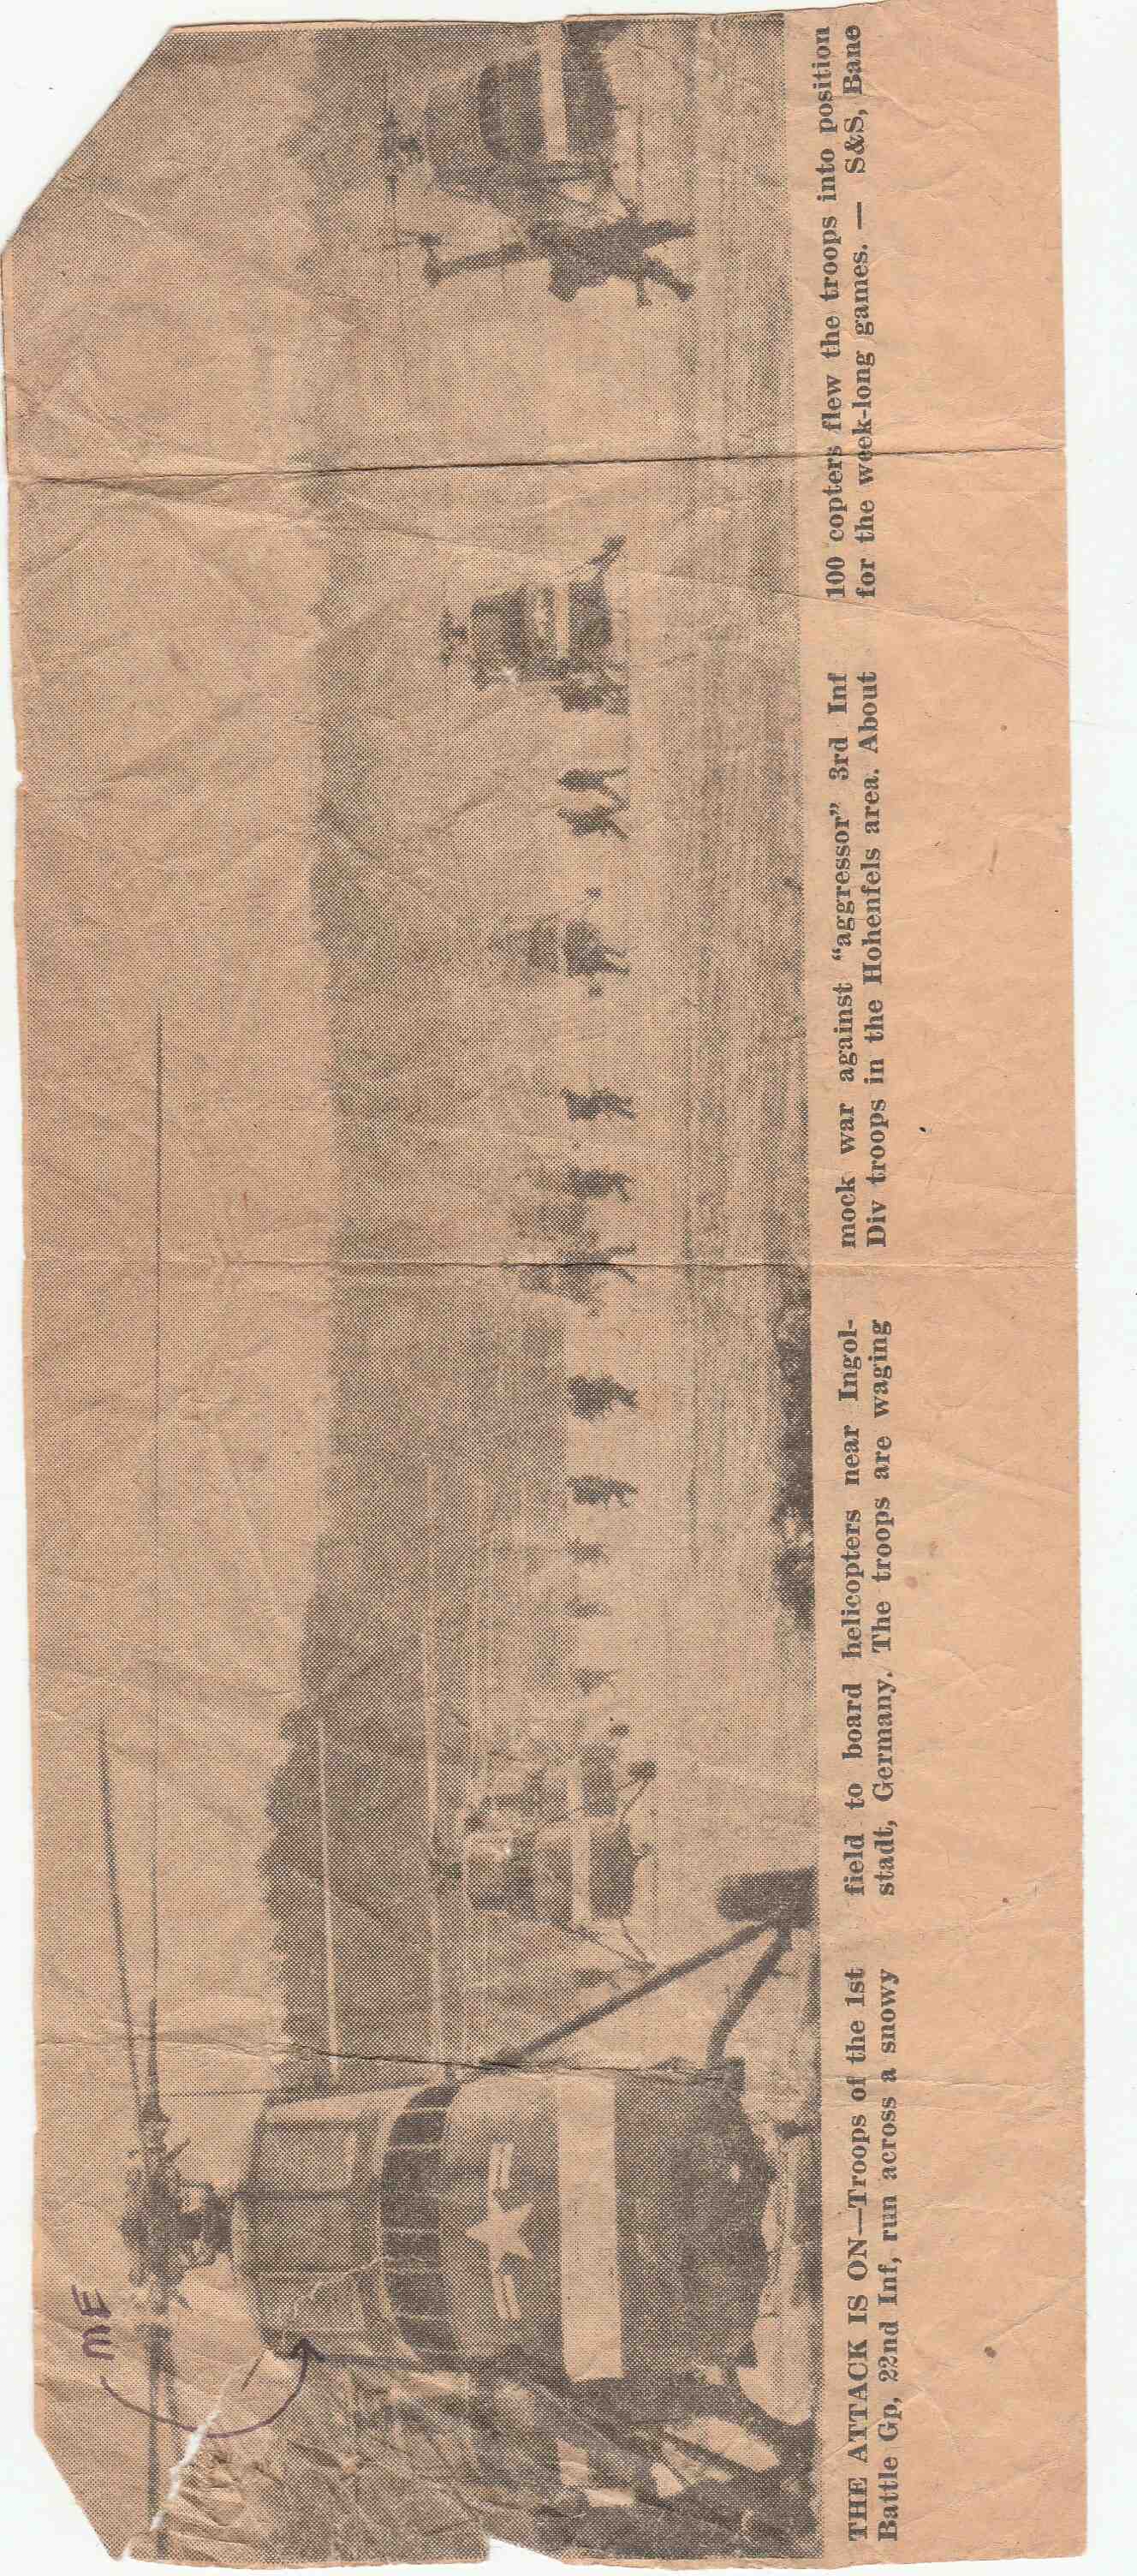 ME
THE ATTACK IS ON—Troops of the 1st
Battle Gp, 22nd Inf, run across a snowy
field to board helicopters near Ingol-
stadt, Germany. The troops are waging
mock war against “aggressor” 3rd Inf
Div troops in the Hohenfels area. About
100 copters flew the troops into position
for the week-long games. — S&S, Bane